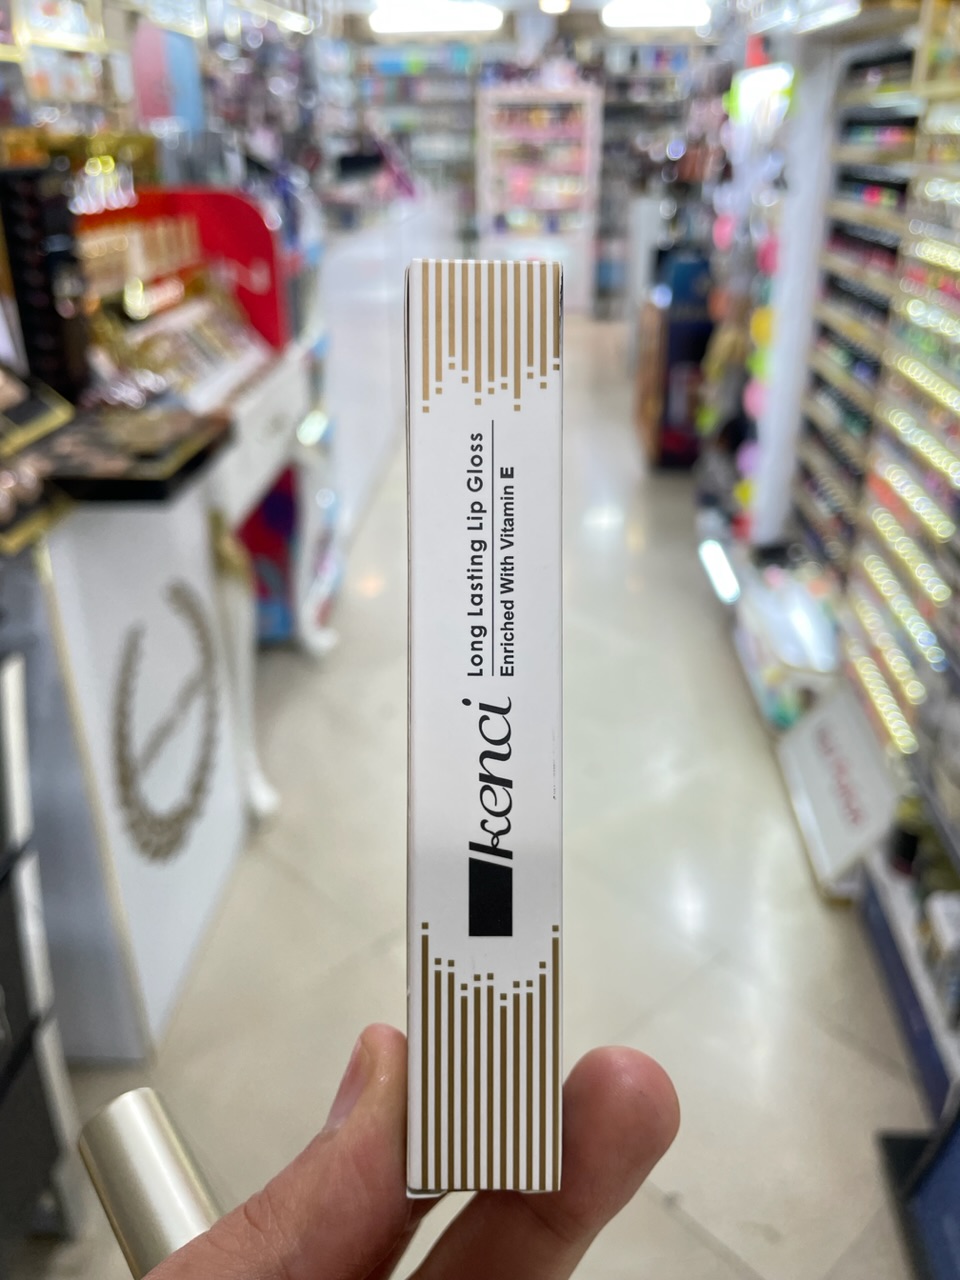 kenci
Long Lasting Lip Gloss
Enriched With Vitamin E